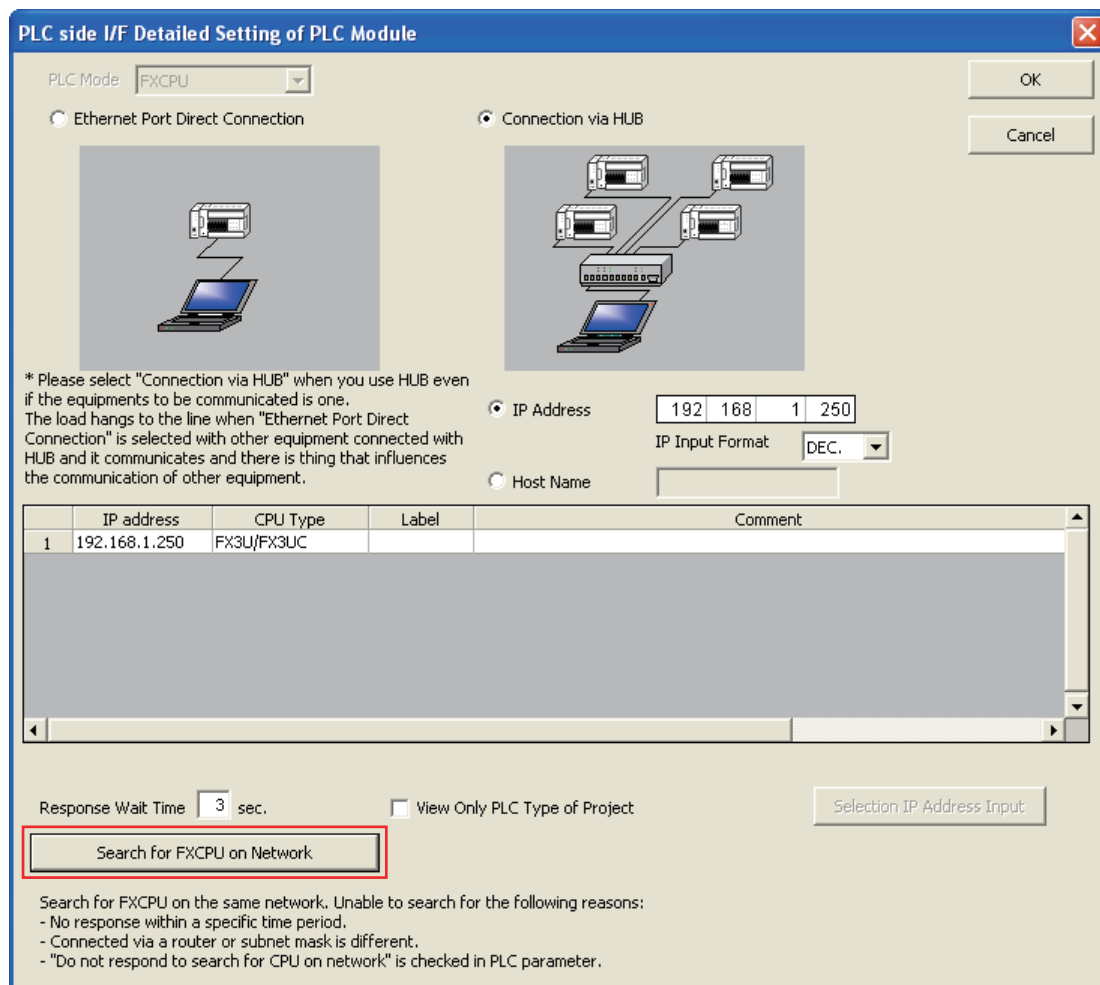 PLC side I/F Detailed Setting of PLC Module
PLC Mode FXCPU
OK
Ethernet Port Direct Connection
Connection via HUB
Cancel
* Please select "Connection via HUB" when you use HUB even
if the equipments to be communicated is one.
The load hangs to the line when "Ethernet Port Direct
Connection" is selected with other equipment connected with
HUB and it communicates and there is thing that influences
the communication of other equipment.
IP Address 192 168 1 250
IP Input Format DEC.
Host Name
IP address CPU Type Label Comment
1 192.168.1.250 FX3U/FX3UC
Response Wait Time 3 sec.
View Only PLC Type of Project
Selection IP Address Input
Search for FXCPU on Network
Search for FXCPU on the same network. Unable to search for the following reasons:
- No response within a specific time period.
- Connected via a router or subnet mask is different.
- "Do not respond to search for CPU on network" is checked in PLC parameter.